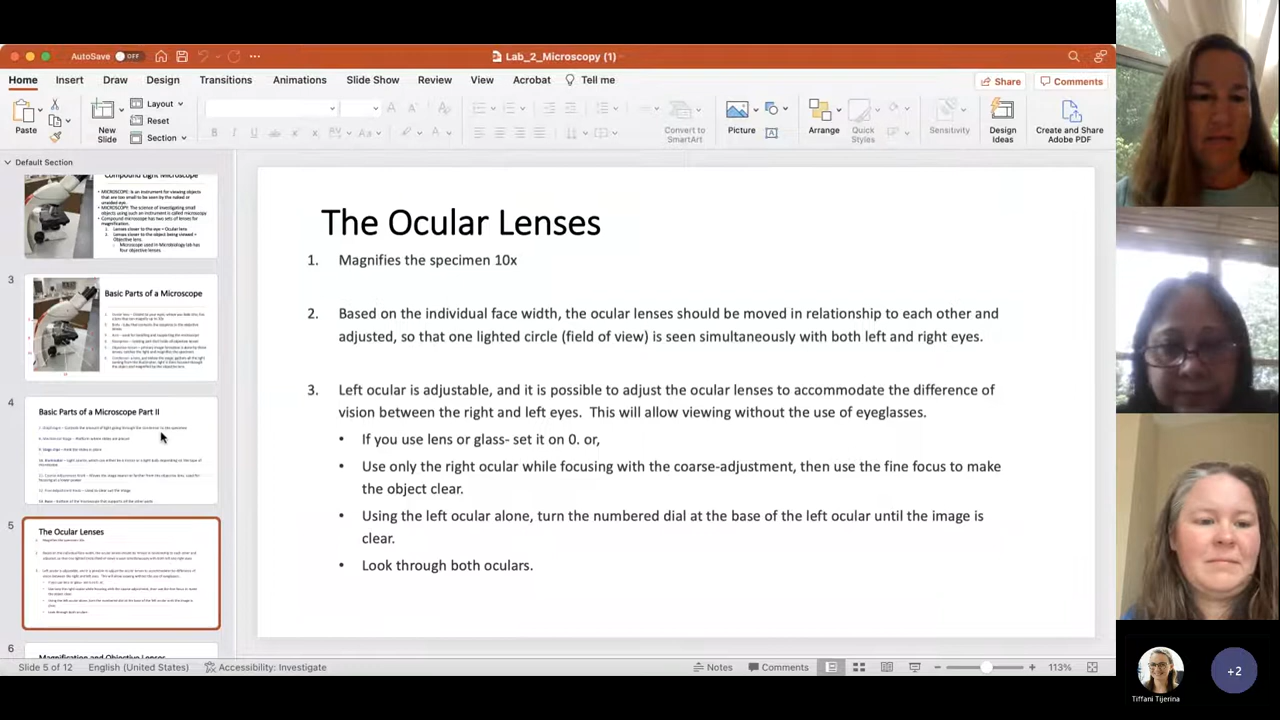 AutoSave OFF
Lab_2_Microscopy (1)
Home Insert Draw Design Transitions Animations Slide Show Review View Acrobat Tell me
Share Comments
Paste
New Slide
Layout
Reset
Section
Convert to SmartArt
Picture
Arrange
Quick Styles
Sensitivity
Design Ideas
Create and Share Adobe PDF
Default Section
Compound Light Microscope
3
Basic Parts of a Microscope
4
Basic Parts of a Microscope Part II
5
The Ocular Lenses
6
Magnification and Objective Lenses
The Ocular Lenses
1. Magnifies the specimen 10x
2. Based on the individual face width, the ocular lenses should be moved in relationship to each other and
adjusted, so that one lighted circle (field of view) is seen simultaneously with both left and right eyes.
3. Left ocular is adjustable, and it is possible to adjust the ocular lenses to accommodate the difference of
vision between the right and left eyes. This will allow viewing without the use of eyeglasses.
• If you use lens or glass- set it on 0. or,
• Use only the right ocular while focusing with the coarse-adjustment, then use the fine focus to make
the object clear.
• Using the left ocular alone, turn the numbered dial at the base of the left ocular until the image is
clear.
• Look through both oculars.
Slide 5 of 12 English (United States) Accessibility: Investigate
Notes Comments 113%
Tiffani Tijerina
+2